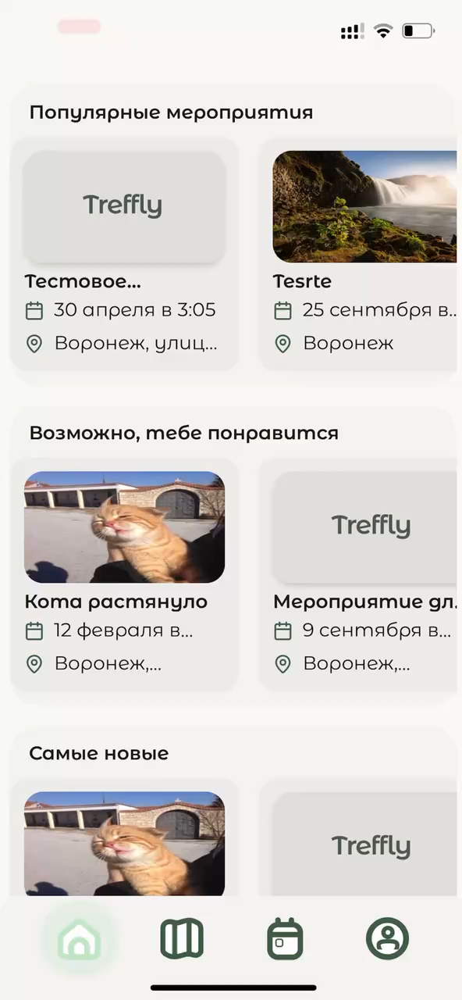 Популярные мероприятия
Treffly
Тестовое...
30 апреля в 3:05
Воронеж, улиц...
Tesrte
25 сентября в..
Воронеж
Возможно, тебе понравится
Кота растянуло
12 февраля в...
Воронеж,...
Treffly
Мероприятие дл.
9 сентября в...
Воронеж,...
Самые новые
Treffly